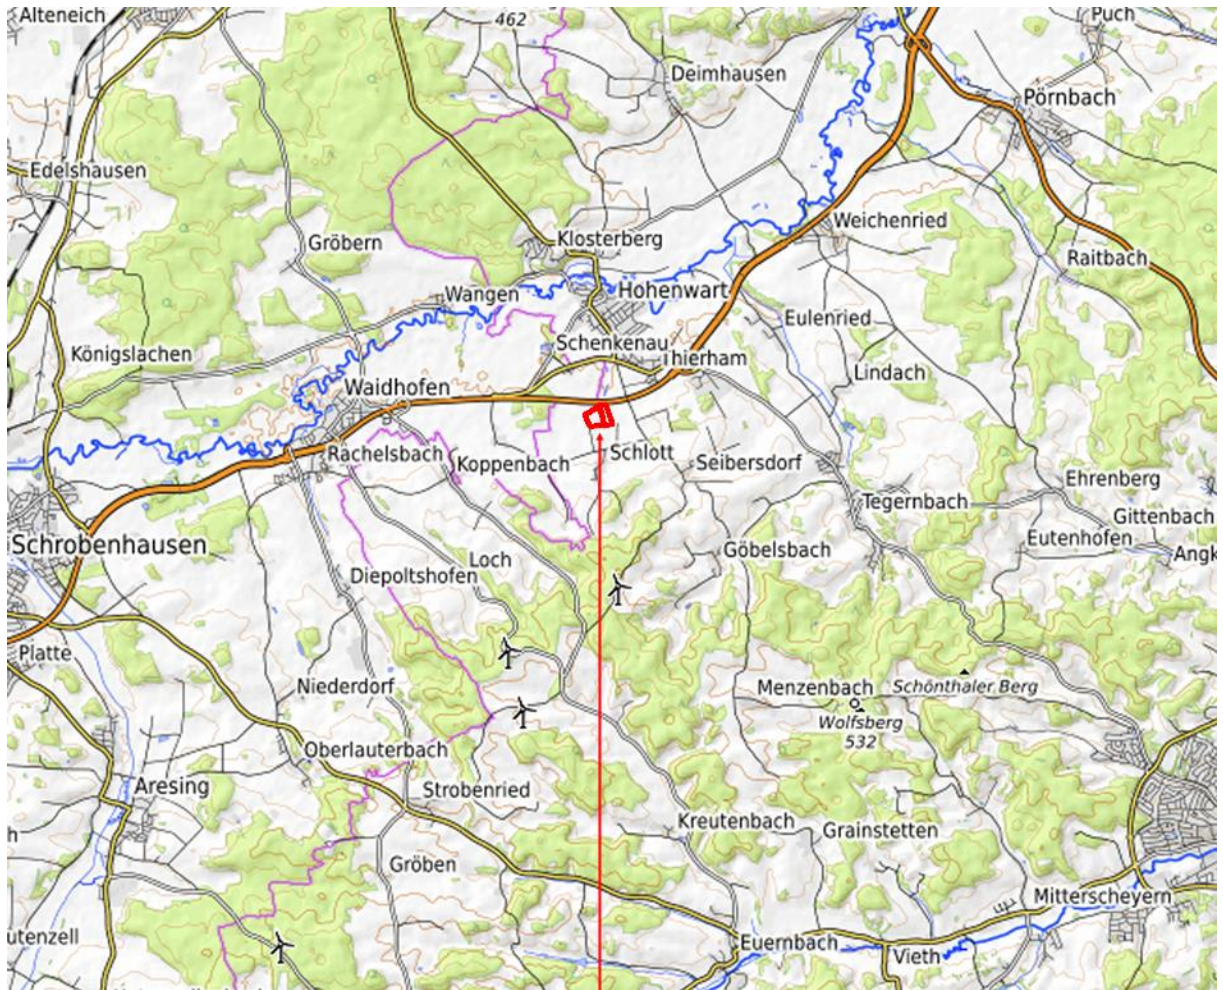 Alteneich
462
Puch
Deimhausen
Pörnbach
Edelshausen
Weichenried
Gröbern
Klosterberg
Raitbach
Wangen
Hohenwart
Eulenried
Königslachen
Schenkenau
Thierham
Lindach
Waidhofen
Rachelsbach
Koppenbach
Schlott
Seibersdorf
Ehrenberg
Tegernbach
Gittenbach
Schrobenhausen
Eutenhofen
Göbelsbach
Angk
Loch
Diepoltshofen
Platte
Niederdorf
Menzenbach
Schönthaler Berg
Wolfsberg
532
Oberlauterbach
Aresing
Strobenried
h
Kreutenbach
Grainstetten
Gröben
Mitterscheyern
utenzell
Euernbach
Vieth